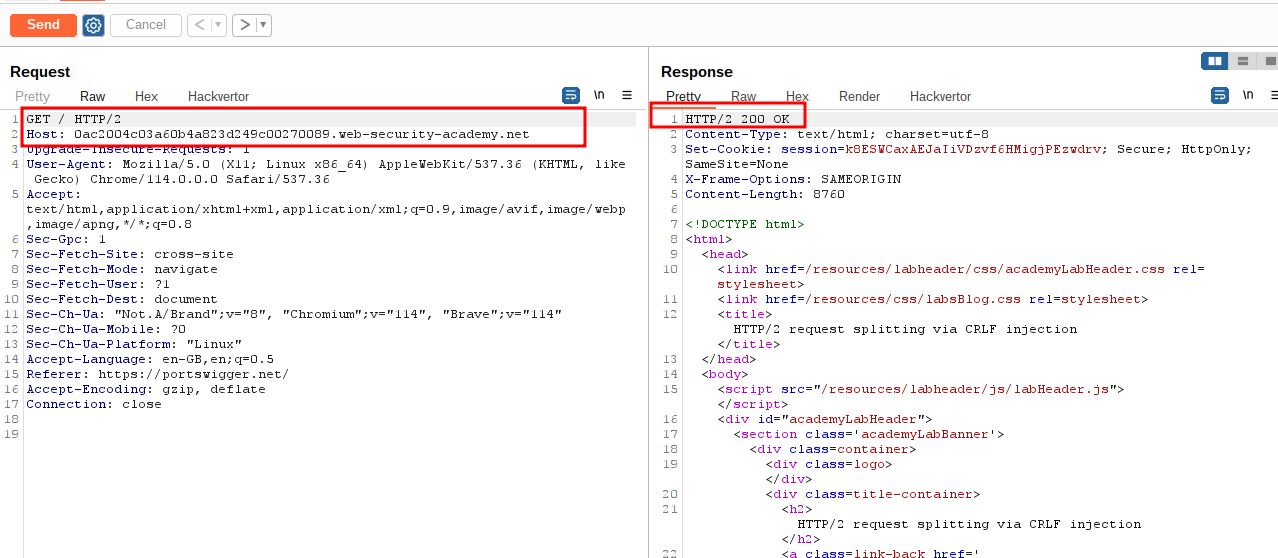 Send
Cancel
<
>
Request
Pretty Raw Hex Hackvertor
\n
1 GET / HTTP/2
2 Host: 0ac2004c03a60b4a823d249c00270089.web-security-academy.net
3 Upgrade-Insecure-Requests: 1
4 User-Agent: Mozilla/5.0 (X11; Linux x86_64) AppleWebKit/537.36 (KHTML, like
Gecko) Chrome/114.0.0.0 Safari/537.36
5 Accept:
text/html,application/xhtml+xml,application/xml;q=0.9,image/avif,image/webp
,image/apng,*/*;q=0.8
6 Sec-Gpc: 1
7 Sec-Fetch-Site: cross-site
8 Sec-Fetch-Mode: navigate
9 Sec-Fetch-User: ?1
10 Sec-Fetch-Dest: document
11 Sec-Ch-Ua: "Not.A/Brand";v="8", "Chromium";v="114", "Brave";v="114"
12 Sec-Ch-Ua-Mobile: ?0
13 Sec-Ch-Ua-Platform: "Linux"
14 Accept-Language: en-GB,en;q=0.5
15 Referer: https://portswigger.net/
16 Accept-Encoding: gzip, deflate
17 Connection: close
18
19
Response
Pretty Raw Hex Render Hackvertor
\n
1 HTTP/2 200 OK
2 Content-Type: text/html; charset=utf-8
3 Set-Cookie: session=k8ESWCaxAEJaIiVDzvf6HMigjPEzwdrv; Secure; HttpOnly;
SameSite=None
4 X-Frame-Options: SAMEORIGIN
5 Content-Length: 8760
6
7 <!DOCTYPE html>
8 <html>
9 <head>
10 <link href=/resources/labheader/css/academyLabHeader.css rel=
stylesheet>
11 <link href=/resources/css/labsBlog.css rel=stylesheet>
12 <title>
HTTP/2 request splitting via CRLF injection
</title>
13 </head>
14 <body>
15 <script src="/resources/labheader/js/labHeader.js">
</script>
16 <div id="academyLabHeader">
17 <section class='academyLabBanner'>
18 <div class=container>
19 <div class=logo>
</div>
20 <div class=title-container>
21 <h2>
HTTP/2 request splitting via CRLF injection
</h2>
22 <a class=link-back href='